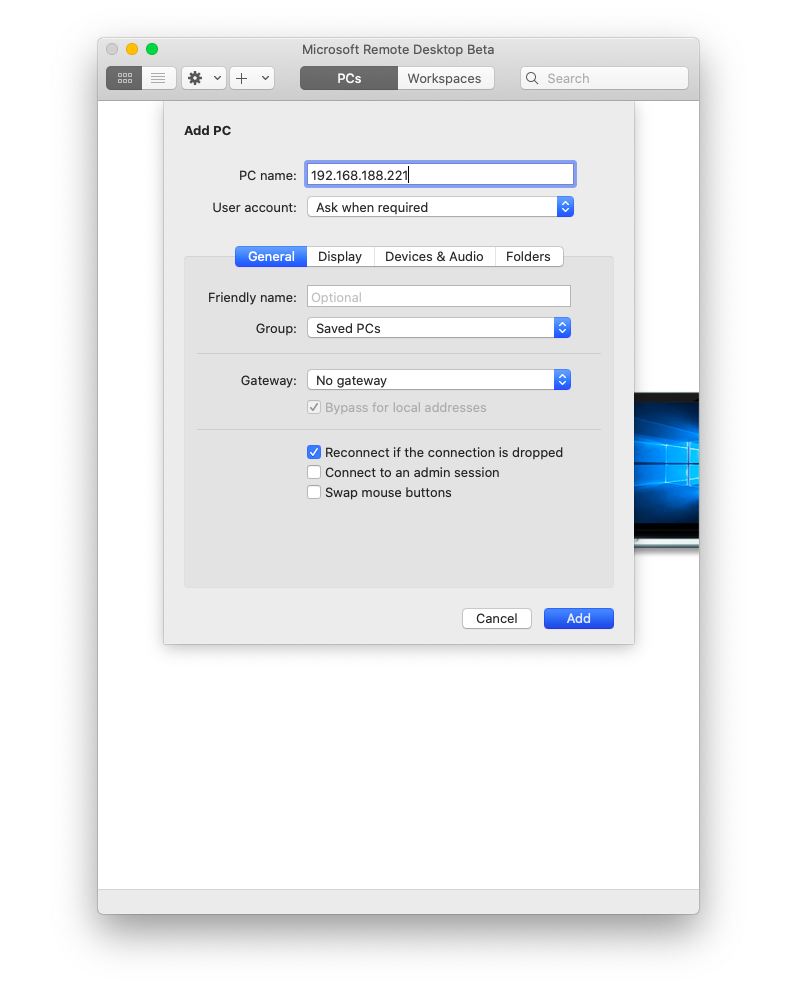 Microsoft Remote Desktop Beta
PCs Workspaces Search
Add PC
PC name: 192.168.188.221
User account: Ask when required
General Display Devices & Audio Folders
Friendly name: Optional
Group: Saved PCs
Gateway: No gateway
Bypass for local addresses
Reconnect if the connection is dropped
Connect to an admin session
Swap mouse buttons
Cancel Add